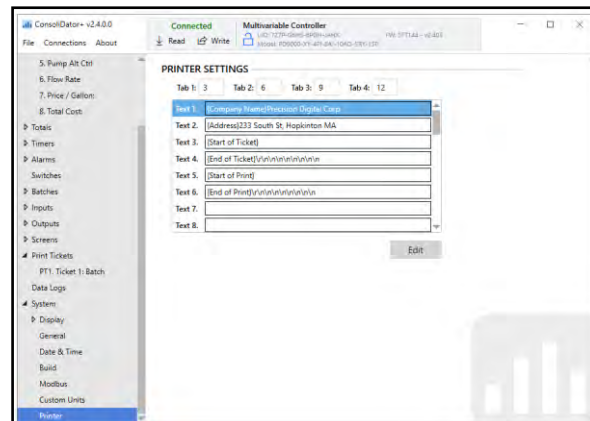 ConsoliDator+ v2.4.0.0
File Connections About
Connected
Read Write
Multivariable Controller
5. Pump Alt Ctrl
6. Flow Rate
7. Price / Gallon:
8. Total Cost:
Totals
Timers
Alarms
Switches
Batches
Inputs
Outputs
Screens
Print Tickets
PT1. Ticket 1: Batch
Data Logs
System
Display
General
Date & Time
Build
Modbus
Custom Units
Printer
PRINTER SETTINGS
Tab 1: 3 Tab 2: 6 Tab 3: 9 Tab 4: 12
Text 1. [Company Name]Precision Digital Corp
Text 2. [Address]233 South St, Hopkinton MA
Text 3. [Start of Ticket]
Text 4. [End of Ticket]\r\n\n\n\n\n\n\n\n
Text 5. [Start of Print]
Text 6. [End of Print]\r\n\n\n\n\n\n\n\n
Text 7.
Text 8.
Edit